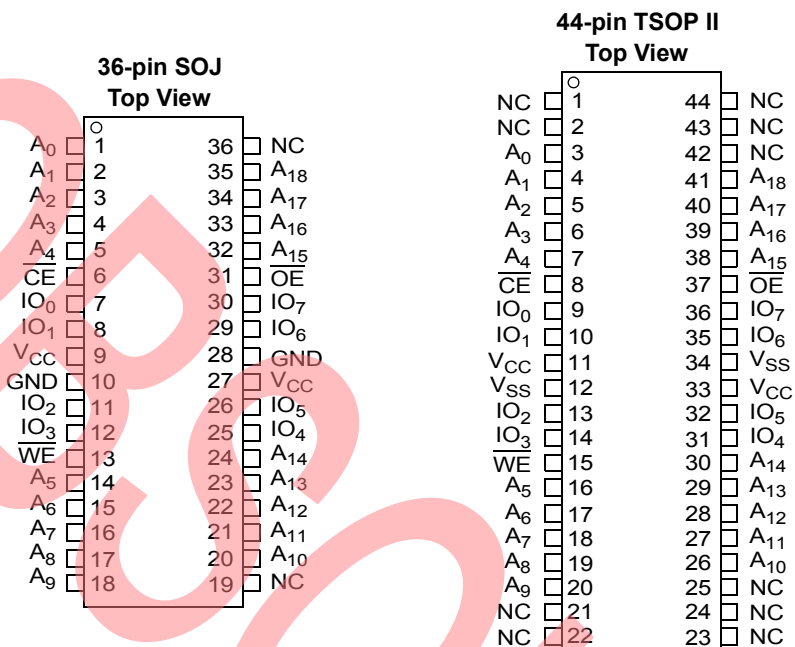 36-pin SOJ
Top View
A0 1 36 NC
A1 2 35 A18
A2 3 34 A17
A3 4 33 A16
A4 5 32 A15
CE 6 31 OE
IO0 7 30 IO7
IO1 8 29 IO6
VCC 9 28 GND
GND 10 27 VCC
IO2 11 26 IO5
IO3 12 25 IO4
WE 13 24 A14
A5 14 23 A13
A6 15 22 A12
A7 16 21 A11
A8 17 20 A10
A9 18 19 NC
44-pin TSOP II
Top View
NC 1 44 NC
NC 2 43 NC
A0 3 42 NC
A1 4 41 A18
A2 5 40 A17
A3 6 39 A16
A4 7 38 A15
CE 8 37 OE
IO0 9 36 IO7
IO1 10 35 IO6
VCC 11 34 VSS
VSS 12 33 VCC
IO2 13 32 IO5
IO3 14 31 IO4
WE 15 30 A14
A5 16 29 A13
A6 17 28 A12
A7 18 27 A11
A8 19 26 A10
A9 20 25 NC
NC 21 24 NC
NC 22 23 NC